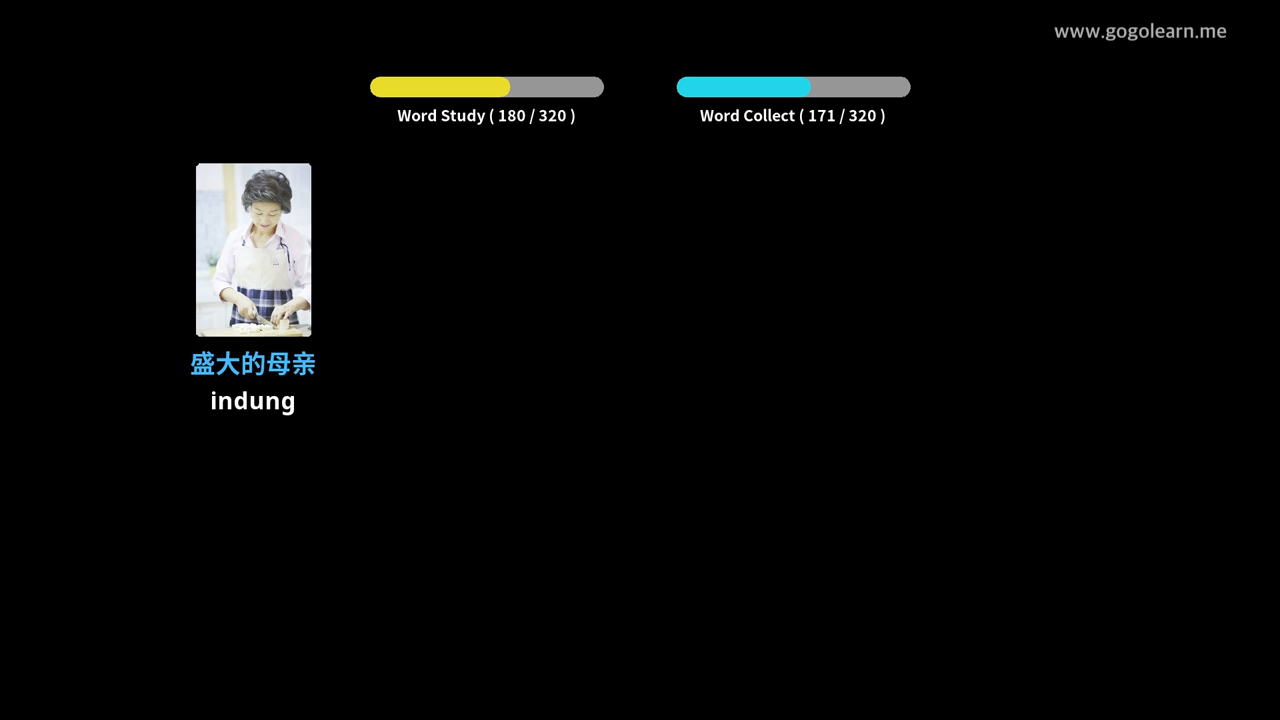 www.gogolearn.me
Word Study ( 180 / 320 )
Word Collect ( 171 / 320 )
盛大的母亲
indung